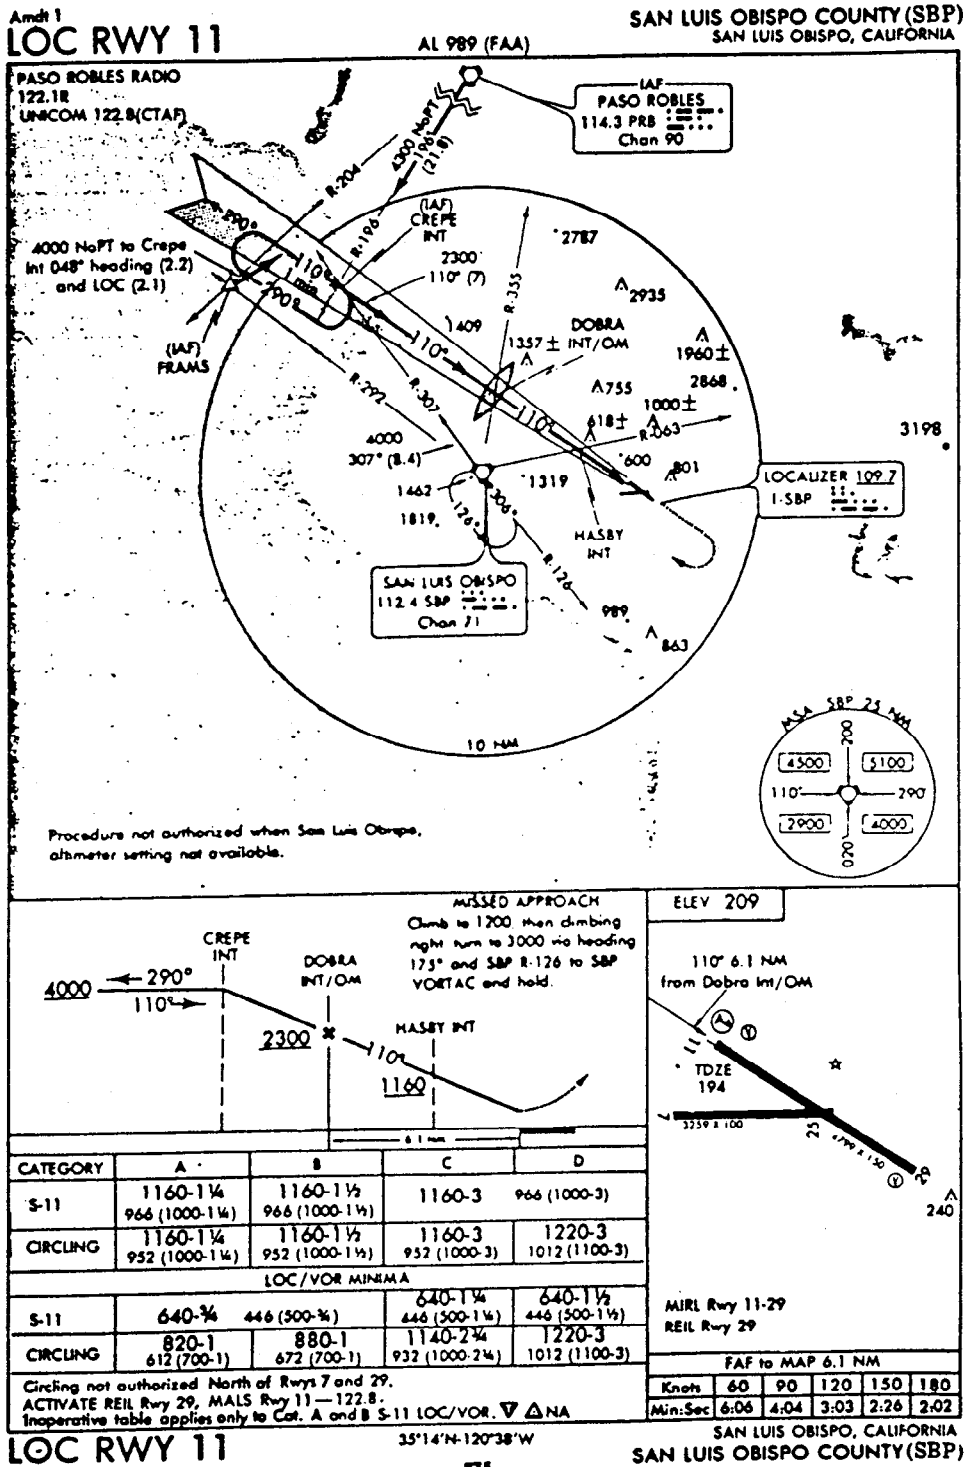 Amdt 1
LOC RWY 11
AL 989 (FAA)
SAN LUIS OBISPO COUNTY (SBP)
SAN LUIS OBISPO, CALIFORNIA
PASO ROBLES RADIO
122.1R
UNICOM 122.8(CTAF)
IAF
PASO ROBLES
114.3 PRB
Chan 90
4300 NoPT
196°
(21.8)
R-204
R-196
(IAF)
CREPE
INT
290°
110°
1 min
290°
4000 NoPT to Crepe
Int 048° heading (2.2)
and LOC (2.1)
(IAF)
FRAMS
2300
110° (7)
R-355
2787
2935
409
1357±
DOBRA
INT/OM
1960±
2868
110°
755
1000±
618±
R-063
3198
R-292
R-307
110°
4000
307° (8.4)
600
801
LOCALIZER 109.7
I-SBP
1462
1319
1819
306°
126°
HASBY
INT
R-126
SAN LUIS OBISPO
112.4 SBP
Chan 71
989
863
10 NM
MSA SBP 25 NM
200
4500
5100
110°
290°
2900
4000
020
Procedure not authorized when San Luis Obispo,
altimeter setting not available.
MISSED APPROACH
Climb to 1200, then climbing
right turn to 3000 via heading
175° and SBP R-126 to SBP
VORTAC and hold.
CREPE
INT
DOBRA
INT/OM
HASBY INT
4000
290°
110°
2300
110°
1160
6.1 NM
ELEV 209
110° 6.1 NM
from Dobra Int/OM
11
TDZE
194
7
3259 X 100
25
4799 X 150
29
240
MIRL Rwy 11-29
REIL Rwy 29
CATEGORY A B C D
S-11 1160-1¼ 1160-1½ 1160-3 966 (1000-3)
966 (1000-1¼) 966 (1000-1½)
CIRCLING 1160-1¼ 1160-1½ 1160-3 1220-3
952 (1000-1¼) 952 (1000-1½) 952 (1000-3) 1012 (1100-3)
LOC/VOR MINIMA
S-11 640-¾ 446 (500-¾) 640-1¼ 640-1½
446 (500-1¼) 446 (500-1½)
CIRCLING 820-1 880-1 1140-2¾ 1220-3
612 (700-1) 672 (700-1) 932 (1000-2¾) 1012 (1100-3)
Circling not authorized North of Rwys 7 and 29.
ACTIVATE REIL Rwy 29, MALS Rwy 11—122.8.
Inoperative table applies only to Cat. A and B S-11 LOC/VOR. ▽ △ NA
FAF to MAP 6.1 NM
Knots 60 90 120 150 180
Min:Sec 6:06 4:04 3:03 2:26 2:02
LOC RWY 11
35°14'N-120°38'W
SAN LUIS OBISPO, CALIFORNIA
SAN LUIS OBISPO COUNTY (SBP)